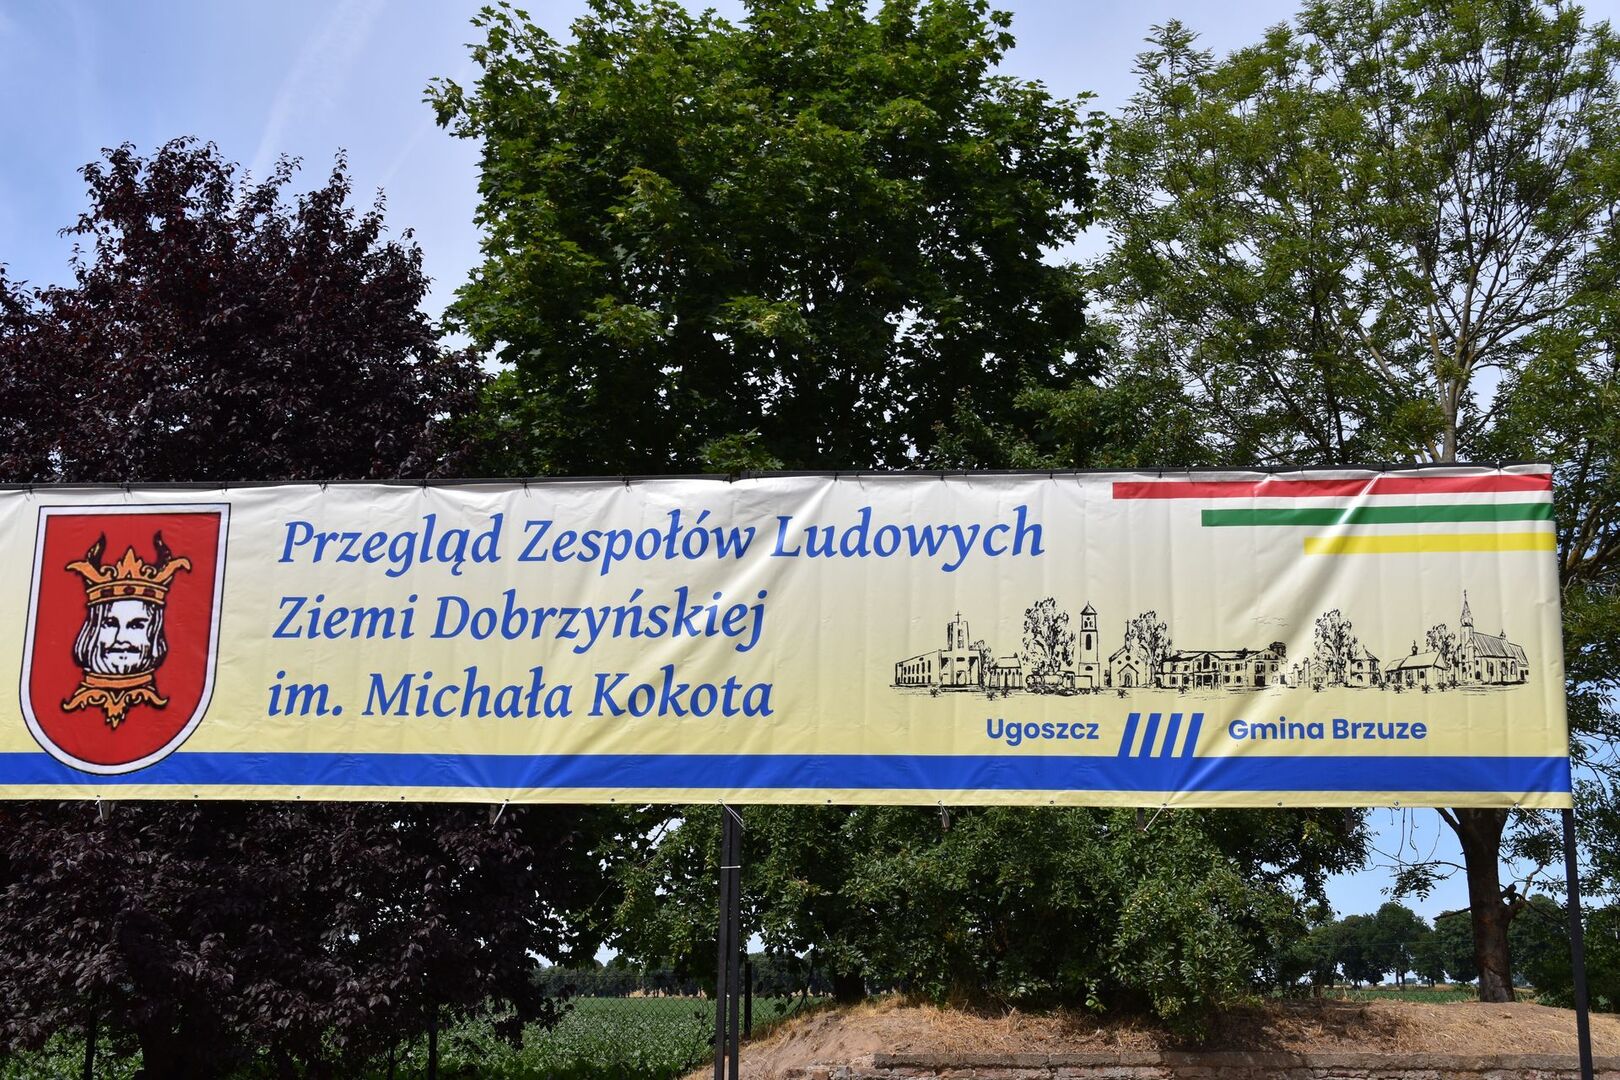 Przegląd Zespołów Ludowych
Ziemi Dobrzyńskiej
im. Michała Kokota
Ugoszcz
Gmina Brzuze